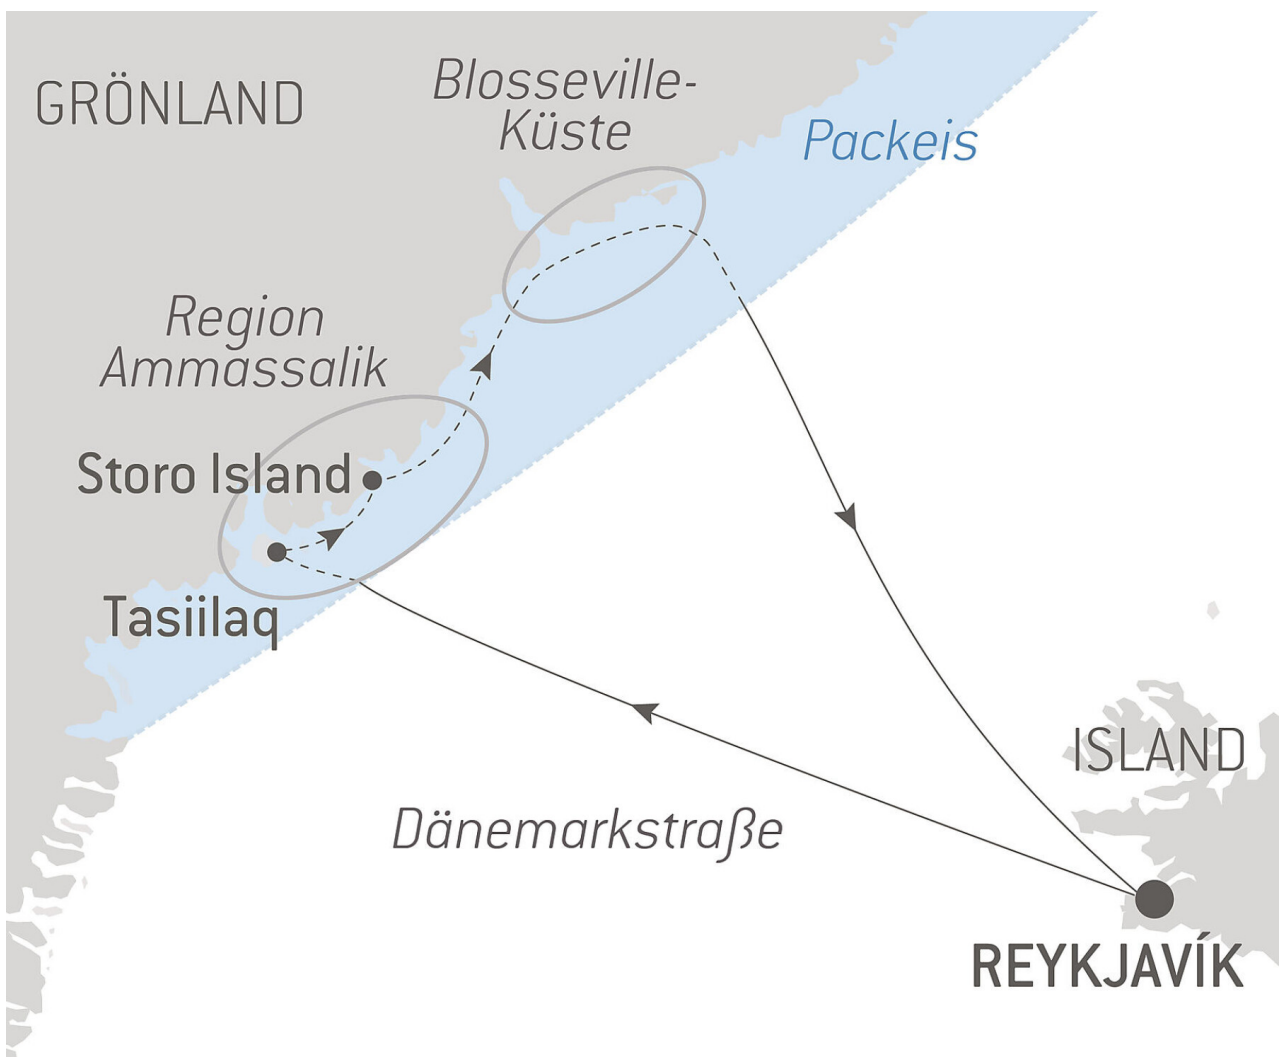 GRÖNLAND
Blosseville-
Küste
Packeis
Region
Ammassalik
Storo Island
Tasiilaq
ISLAND
Dänemarkstraße
REYKJAVÍK